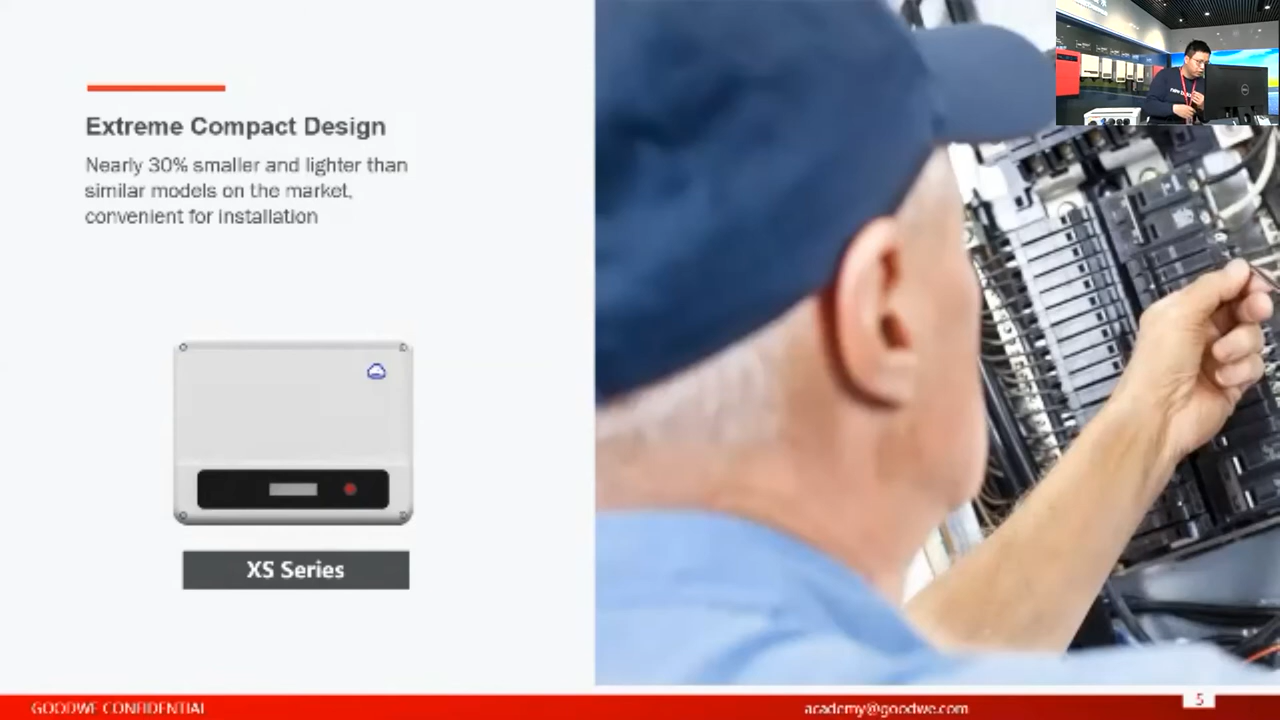 Extreme Compact Design
Nearly 30% smaller and lighter than
similar models on the market,
convenient for installation
XS Series
GOODWE CONFIDENTIAL
academy@goodwe.com
5